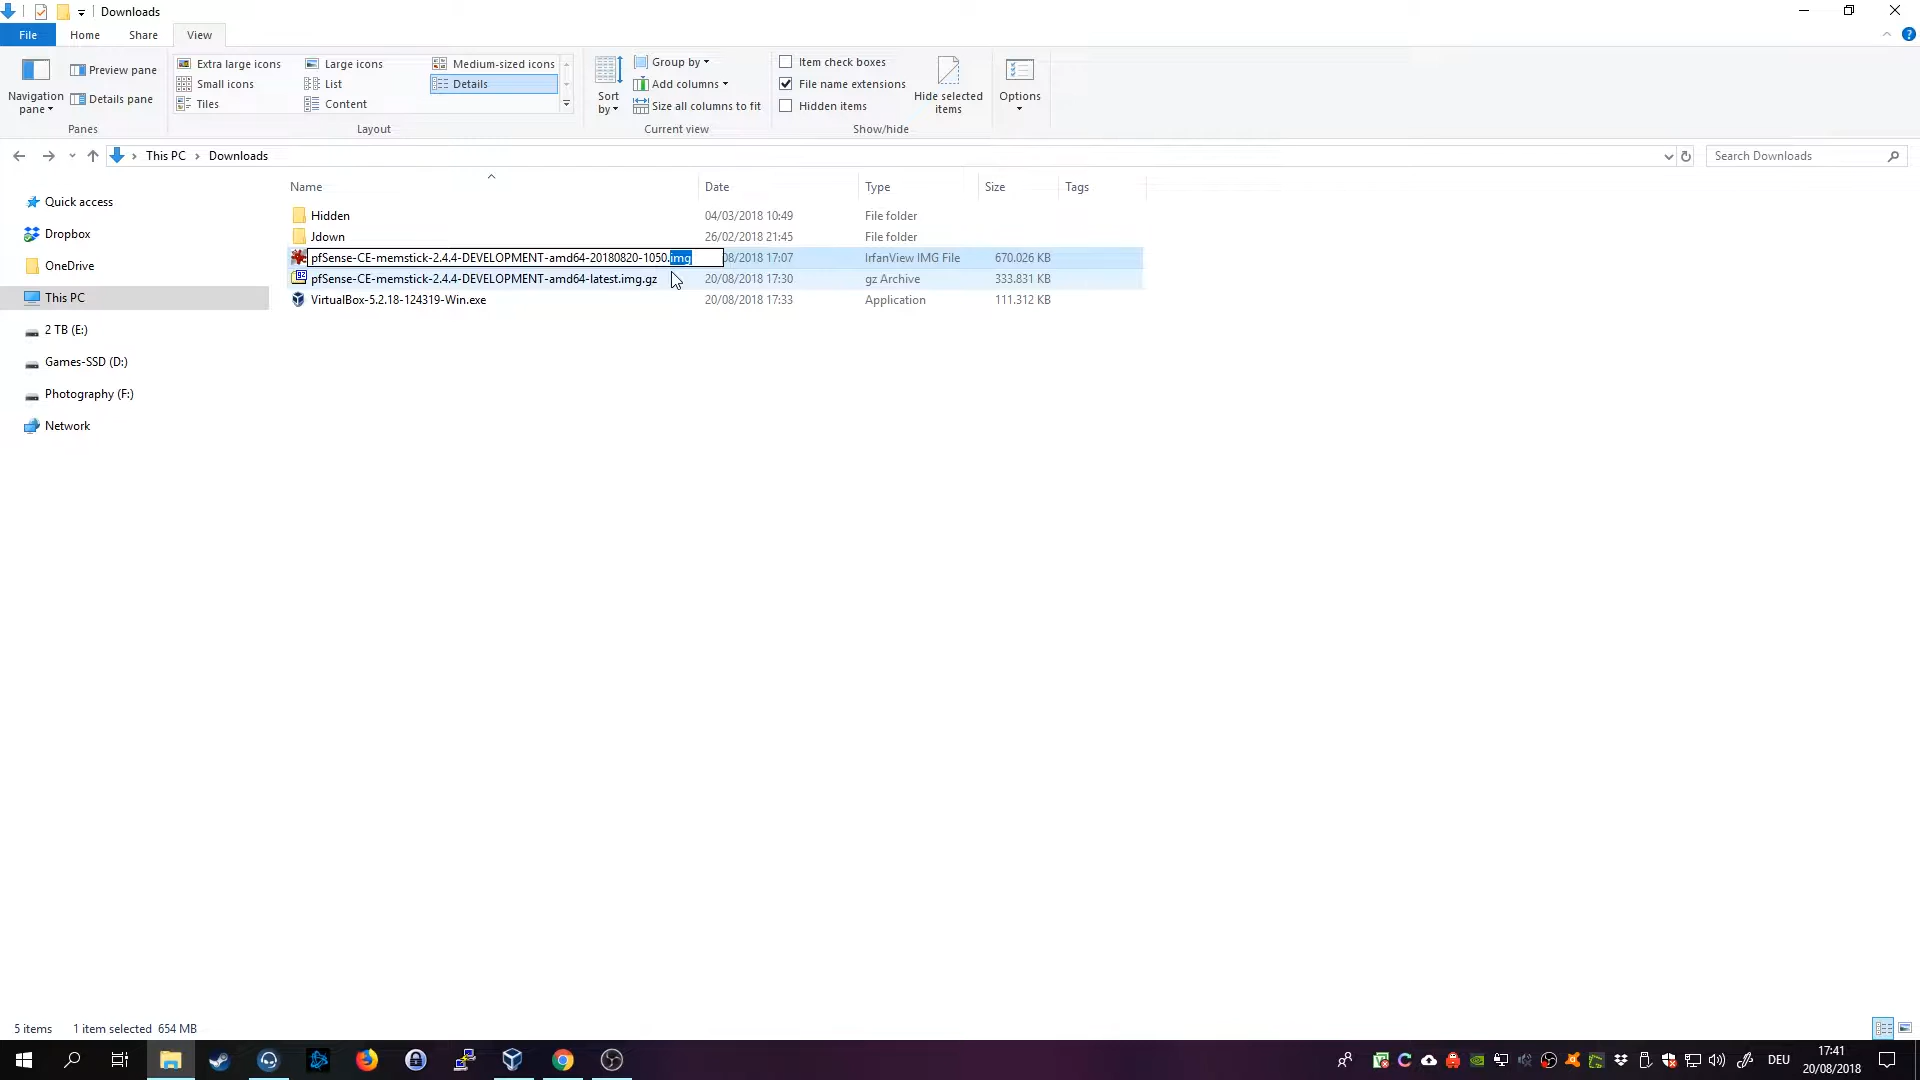 Downloads
File Home Share View
Navigation pane
Preview pane
Details pane
Panes
Extra large icons Large icons Medium-sized icons
Small icons List Details
Tiles Content
Layout
Sort by
Group by
Add columns
Size all columns to fit
Current view
Item check boxes
File name extensions
Hidden items
Hide selected items
Show/hide
Options
This PC Downloads
Search Downloads
Name Date Type Size Tags
Hidden 04/03/2018 10:49 File folder
Jdown 26/02/2018 21:45 File folder
pfSense-CE-memstick-2.4.4-DEVELOPMENT-amd64-20180820-1050.img 08/2018 17:07 IrfanView IMG File 670.026 KB
pfSense-CE-memstick-2.4.4-DEVELOPMENT-amd64-latest.img.gz 20/08/2018 17:30 gz Archive 333.831 KB
VirtualBox-5.2.18-124319-Win.exe 20/08/2018 17:33 Application 111.312 KB
Quick access
Dropbox
OneDrive
This PC
2 TB (E:)
Games-SSD (D:)
Photography (F:)
Network
5 items 1 item selected 654 MB
DEU
17:41
20/08/2018